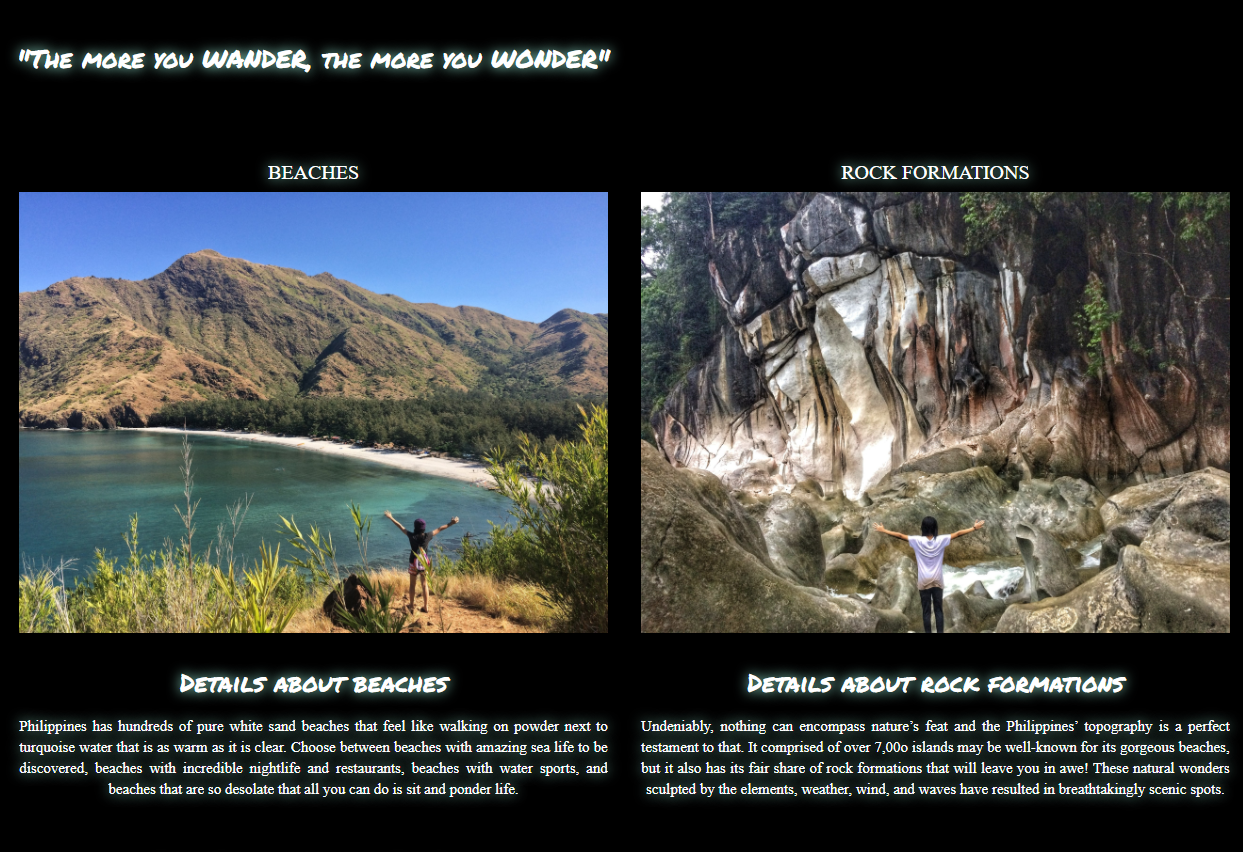 "The more you WANDER, the more you WONDER"
BEACHES
ROCK FORMATIONS
Details about beaches
Philippines has hundreds of pure white sand beaches that feel like walking on powder next to
turquoise water that is as warm as it is clear. Choose between beaches with amazing sea life to be
discovered, beaches with incredible nightlife and restaurants, beaches with water sports, and
beaches that are so desolate that all you can do is sit and ponder life.
Details about rock formations
Undeniably, nothing can encompass nature’s feat and the Philippines’ topography is a perfect
testament to that. It comprised of over 7,00o islands may be well-known for its gorgeous beaches,
but it also has its fair share of rock formations that will leave you in awe! These natural wonders
sculpted by the elements, weather, wind, and waves have resulted in breathtakingly scenic spots.